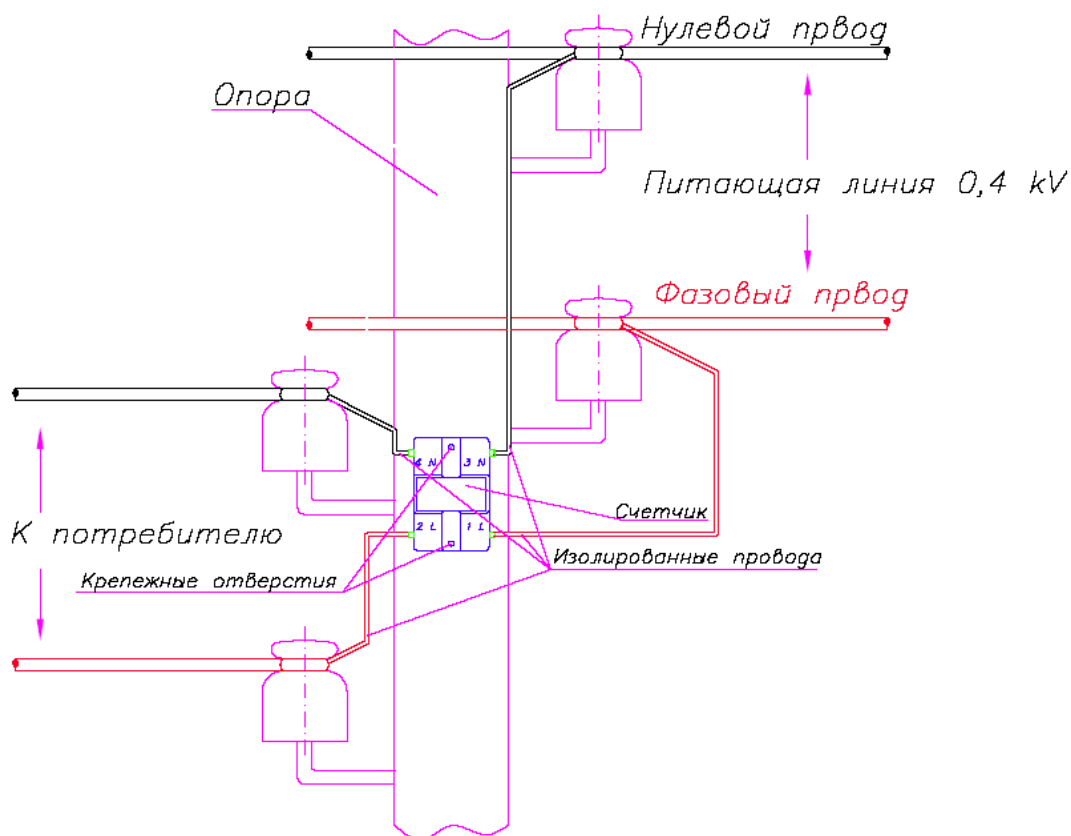 Нулевой првод
Опора
Питающая линия 0,4 kV
Фазовый првод
4 N
3 N
Счетчик
2 L
1 L
К потребителю
Изолированные провода
Крепежные отверстия